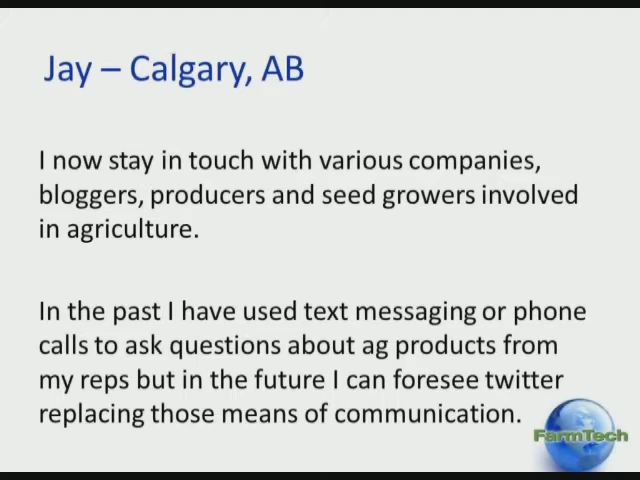 Jay – Calgary, AB
I now stay in touch with various companies,
bloggers, producers and seed growers involved
in agriculture.
In the past I have used text messaging or phone
calls to ask questions about ag products from
my reps but in the future I can foresee twitter
replacing those means of communication.
FarmTech